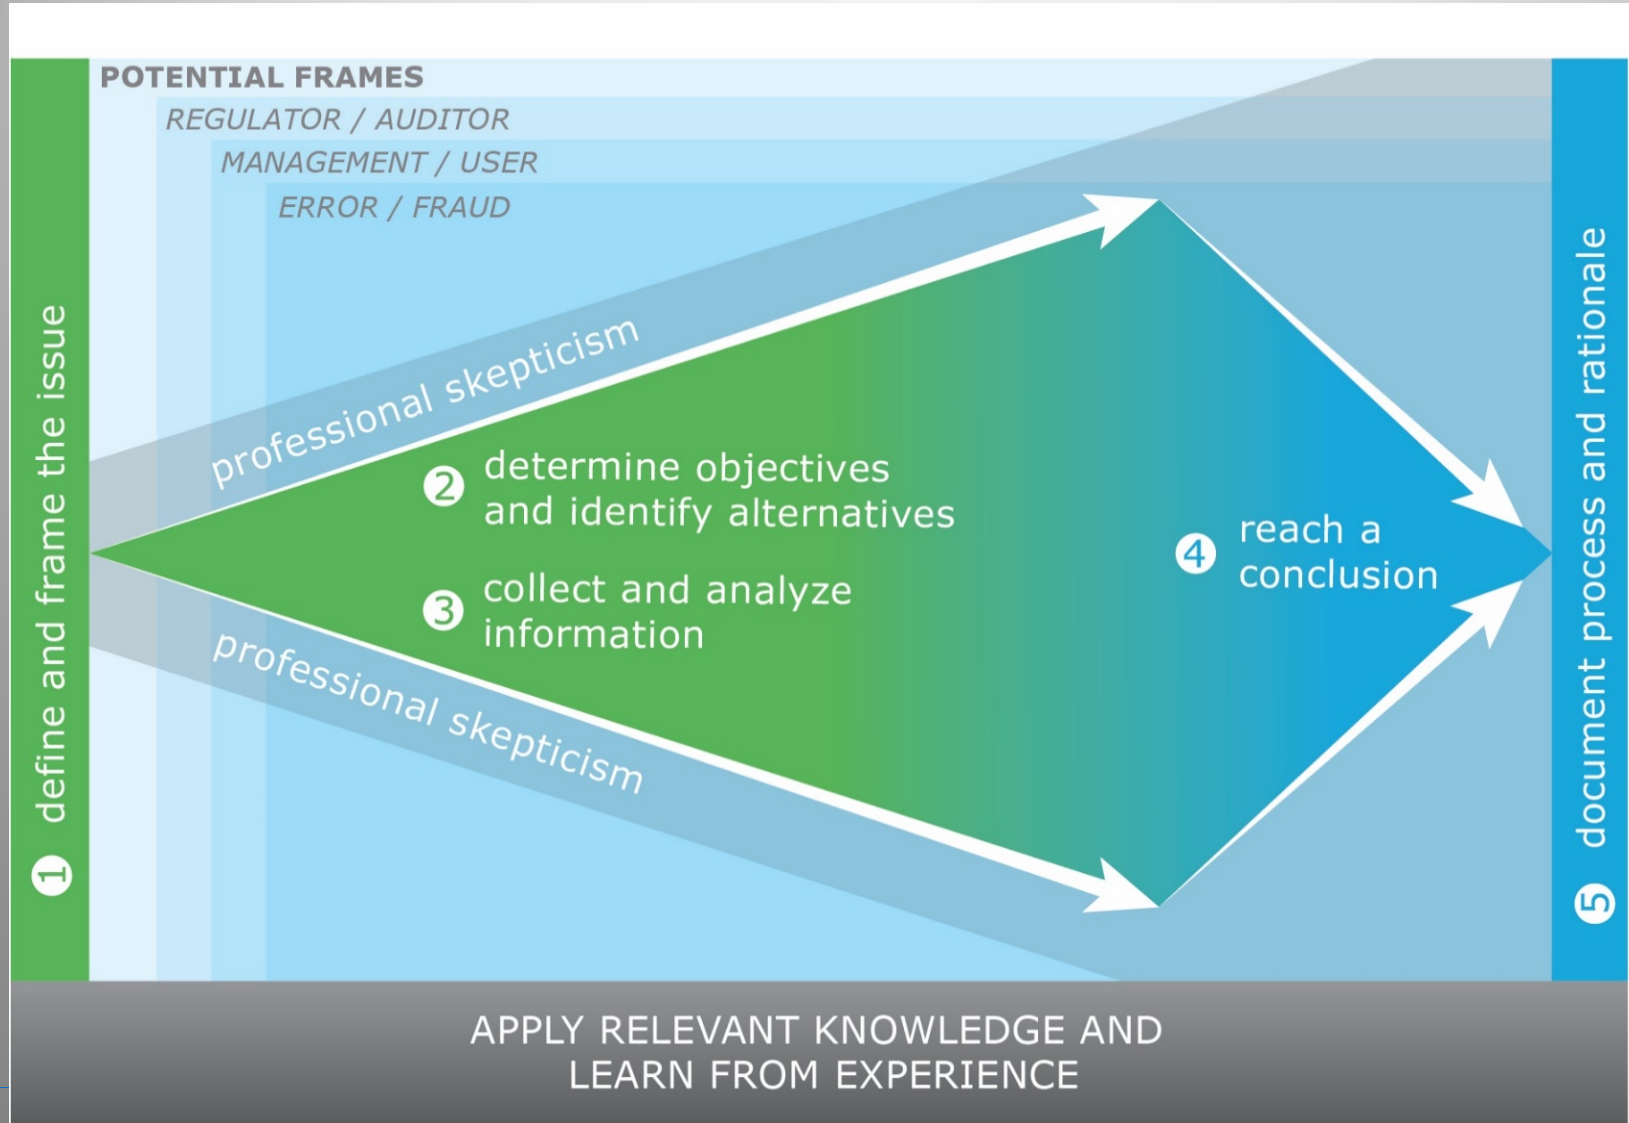 POTENTIAL FRAMES
REGULATOR / AUDITOR
MANAGEMENT / USER
ERROR / FRAUD
1 define and frame the issue
professional skepticism
2 determine objectives
and identify alternatives
3 collect and analyze
information
professional skepticism
4 reach a
conclusion
5 document process and rationale
APPLY RELEVANT KNOWLEDGE AND
LEARN FROM EXPERIENCE